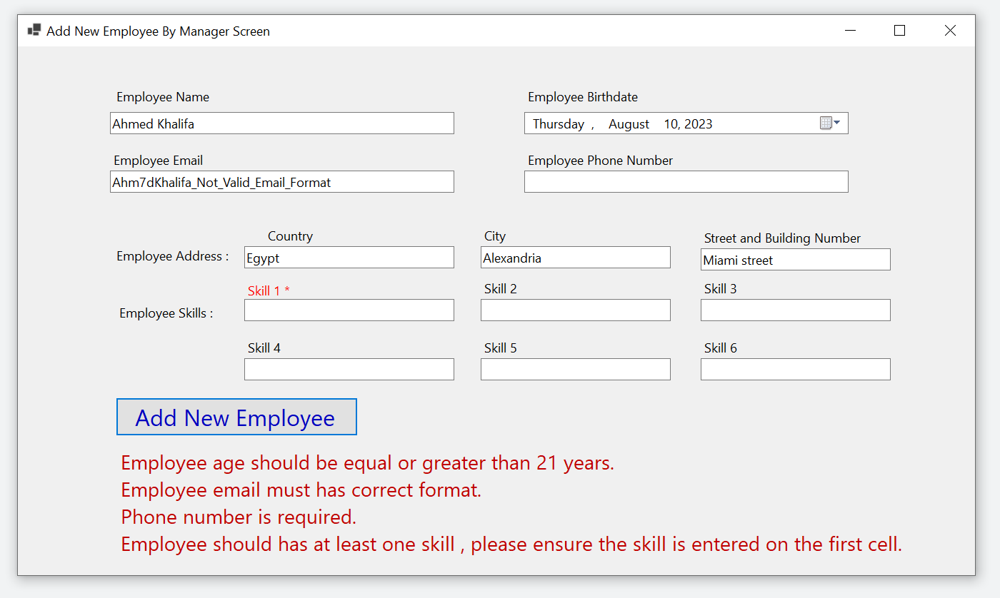 Add New Employee By Manager Screen
Employee Name
Employee Birthdate
Ahmed Khalifa
Thursday , August 10, 2023
Employee Email
Employee Phone Number
Ahm7dKhalifa_Not_Valid_Email_Format
Country
City
Street and Building Number
Employee Address :
Egypt
Alexandria
Miami street
Skill 1 *
Skill 2
Skill 3
Employee Skills :
Skill 4
Skill 5
Skill 6
Add New Employee
Employee age should be equal or greater than 21 years.
Employee email must has correct format.
Phone number is required.
Employee should has at least one skill , please ensure the skill is entered on the first cell.